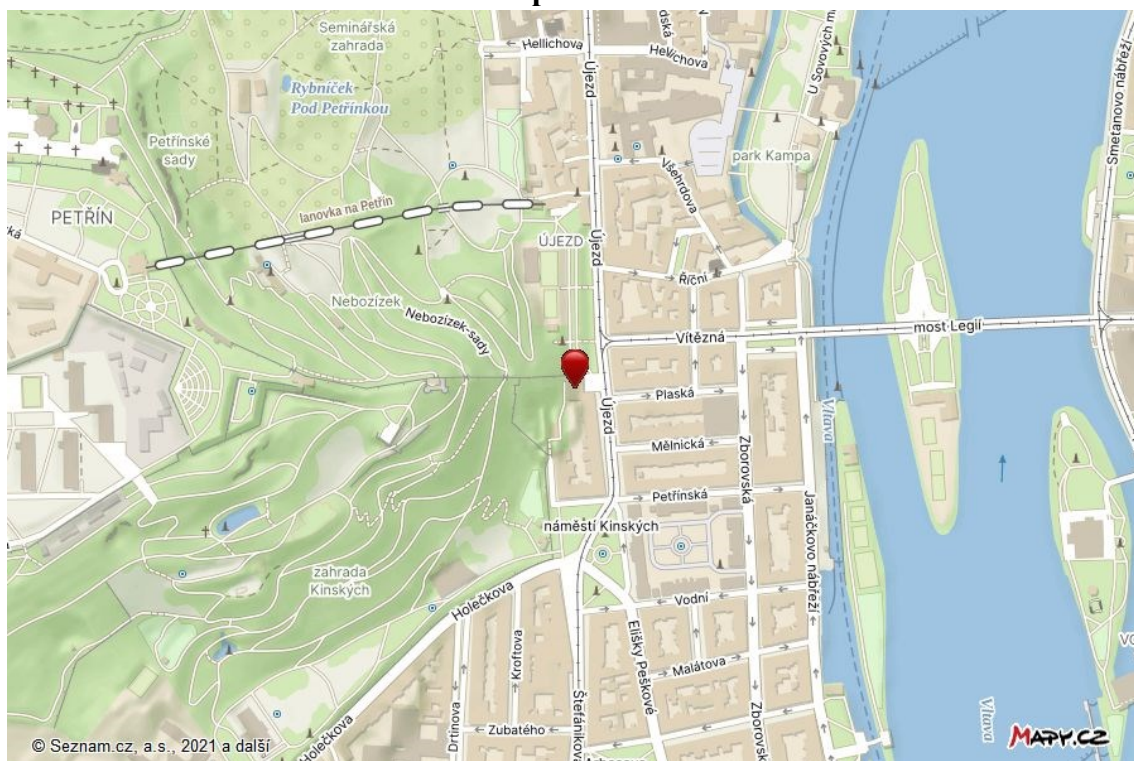 Seminářská
zahrada
Hellichova
Hellichova
Újezd
U Sovových ml
Smetanovo nábřeží
Rybníček
Pod Petřínkou
Petřínské
sady
Všehrdova
park Kampa
PETŘÍN
lanovka na Petřín
ÚJEZD
Újezd
Říční
Nebozízek
Nebozízek-sady
Vítězná
most Legií
Plaská
Újezd
Vltava
Mělnická
Zborovská
Petřínská
Janáčkovo nábřeží
náměstí Kinských
zahrada
Kinských
Holečkova
Vodní
Elišky Peškové
Kroftova
Malátova
Drtinova
Štefánikova
Zborovská
Vltava
Zubatého
Holečkova
© Seznam.cz, a.s., 2021 a další
MAPY.CZ